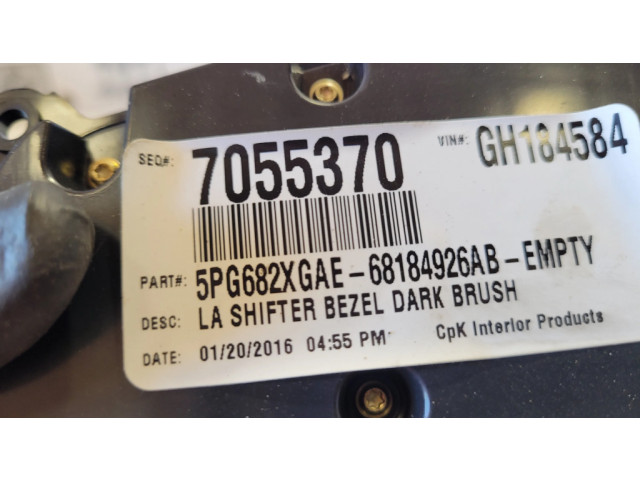 SEQ#: 7055370 VIN#: GH184584
PART#: 5PG682XGAE-68184926AB-EMPTY
DESC: LA SHIFTER BEZEL DARK BRUSH
DATE: 01/20/2016 04:55 PM CpK Interior Products